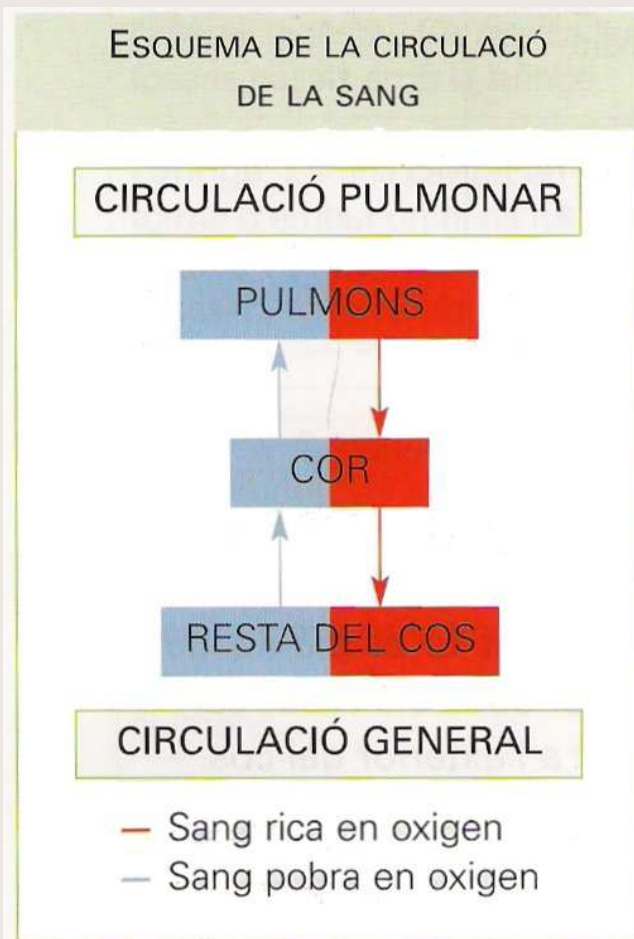 ESQUEMA DE LA CIRCULACIÓ
DE LA SANG
CIRCULACIÓ PULMONAR
PULMONS
COR
RESTA DEL COS
CIRCULACIÓ GENERAL
— Sang rica en oxigen
— Sang pobra en oxigen